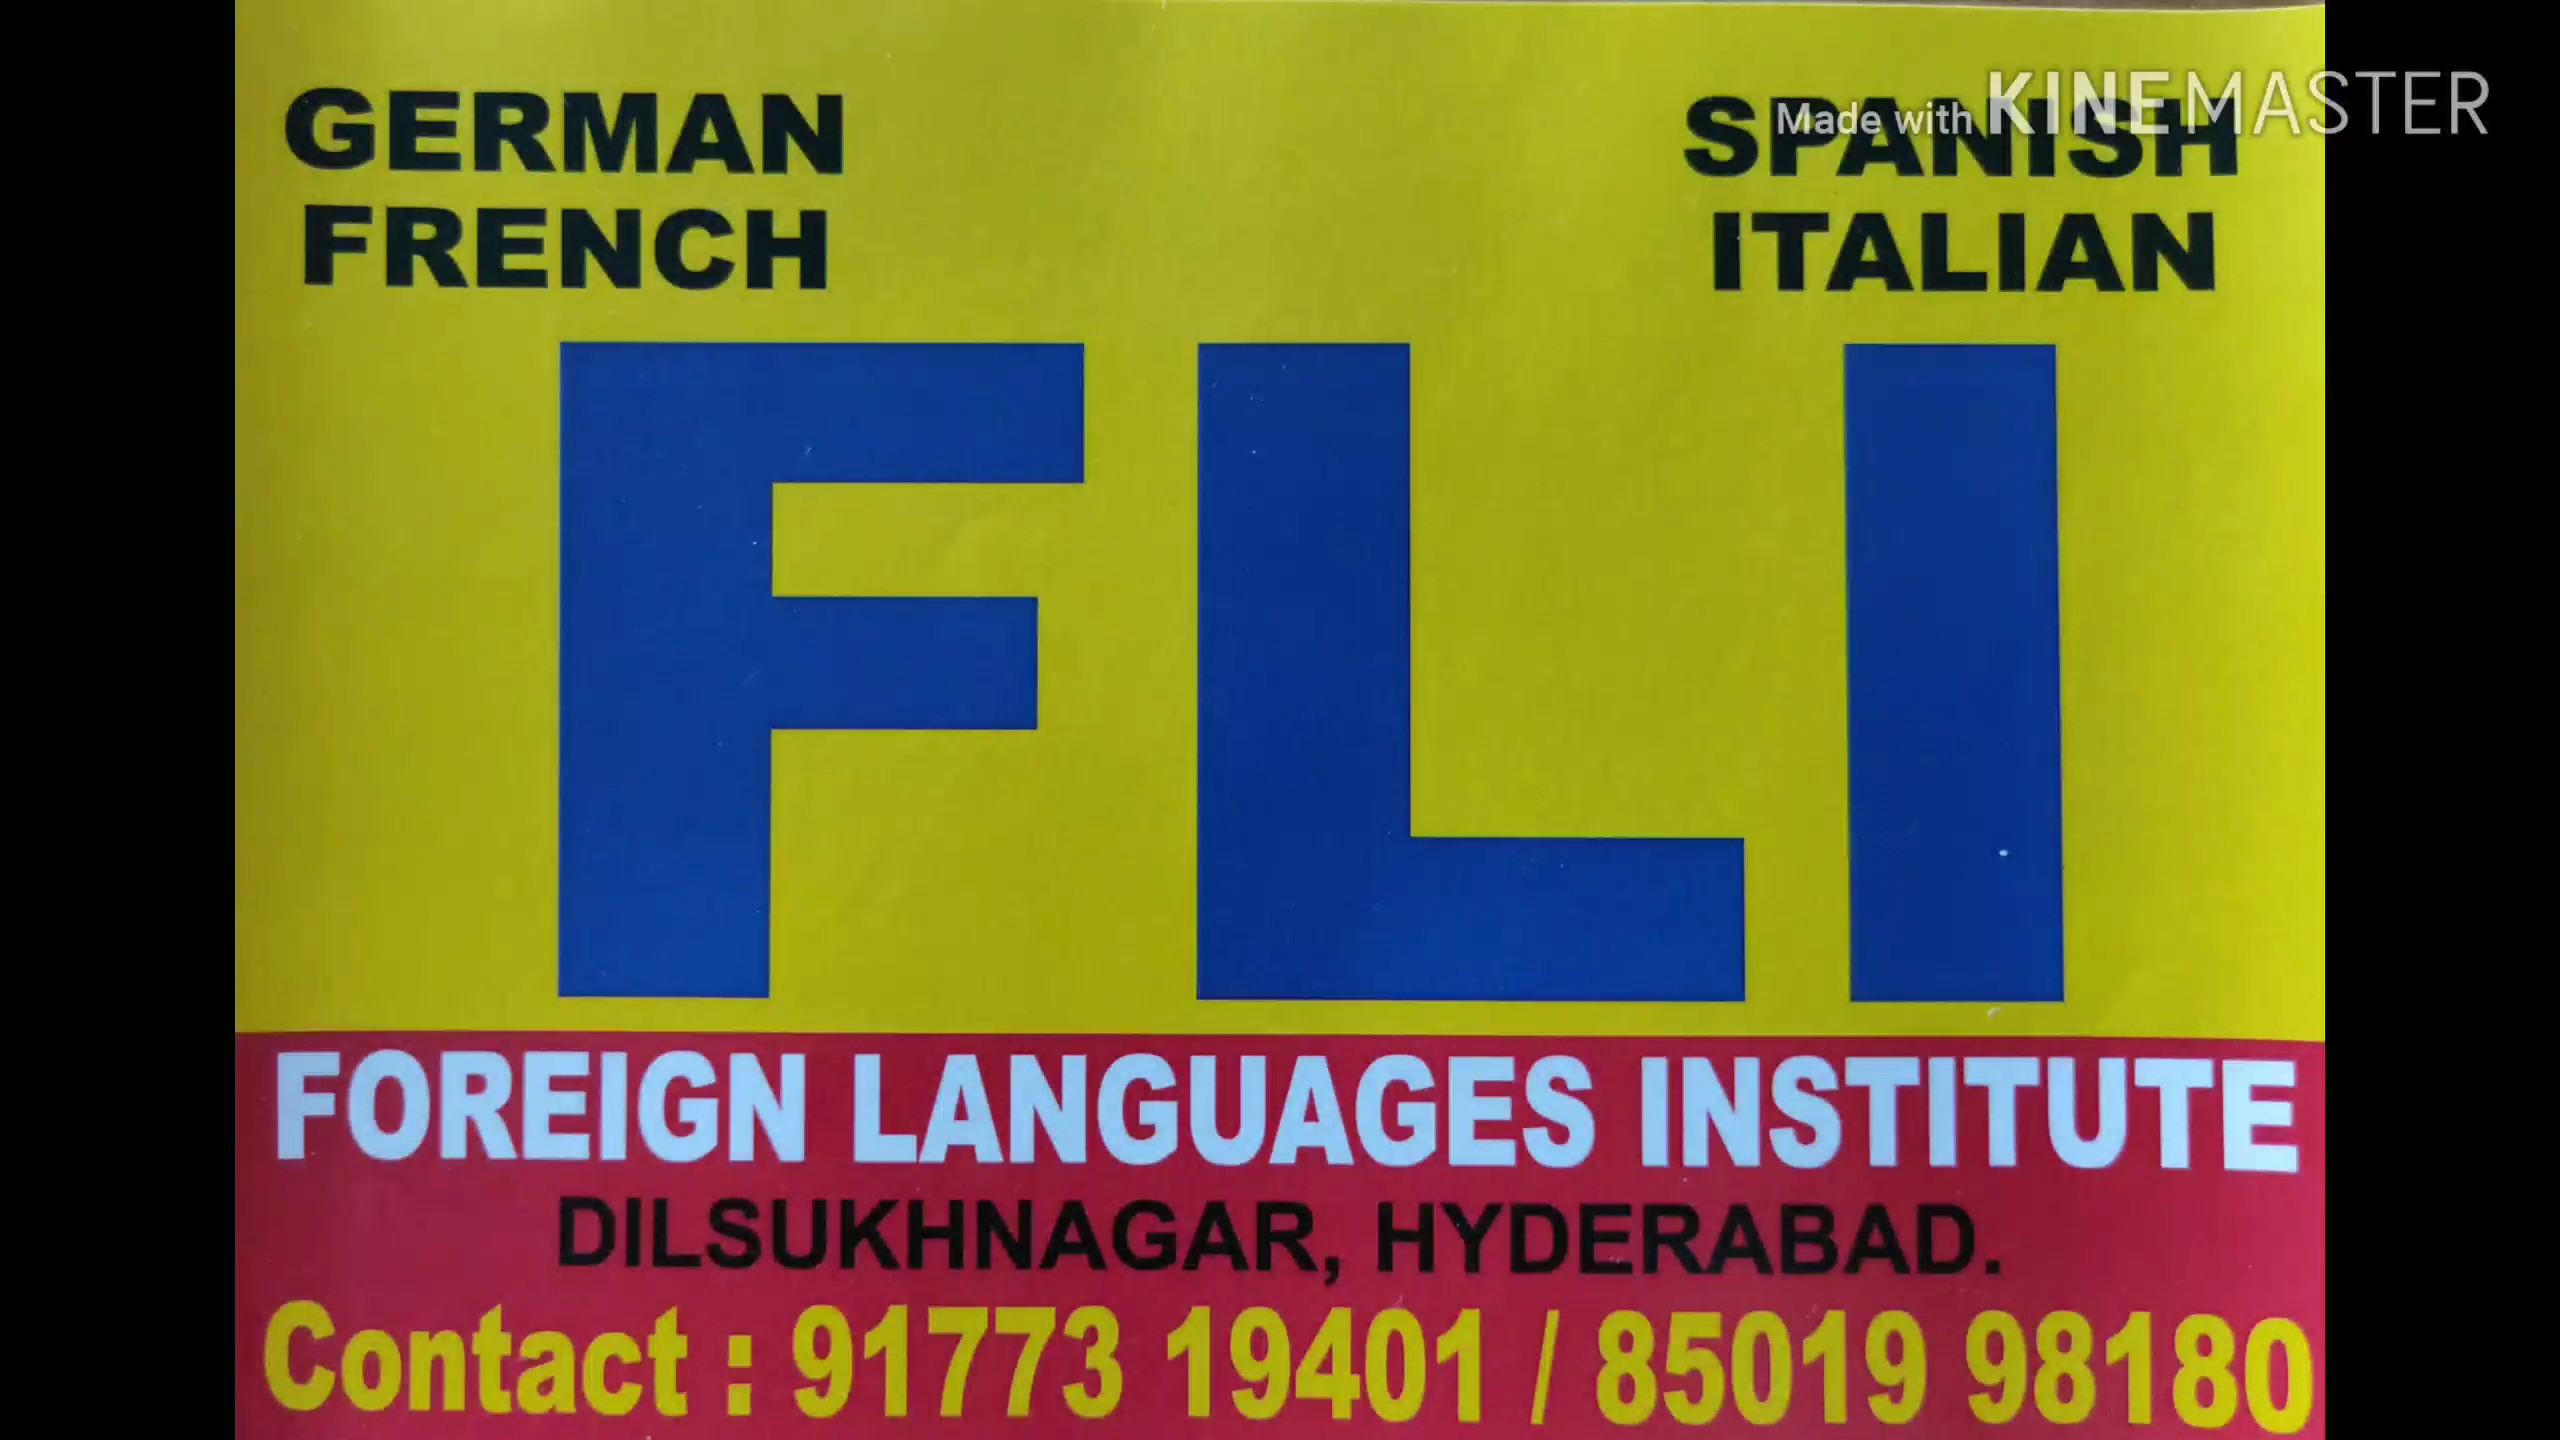 GERMAN
FRENCH
SPANISH
ITALIAN
Made with KINEMASTER
FLI
FOREIGN LANGUAGES INSTITUTE
DILSUKHNAGAR, HYDERABAD.
Contact : 91773 19401 / 85019 98180